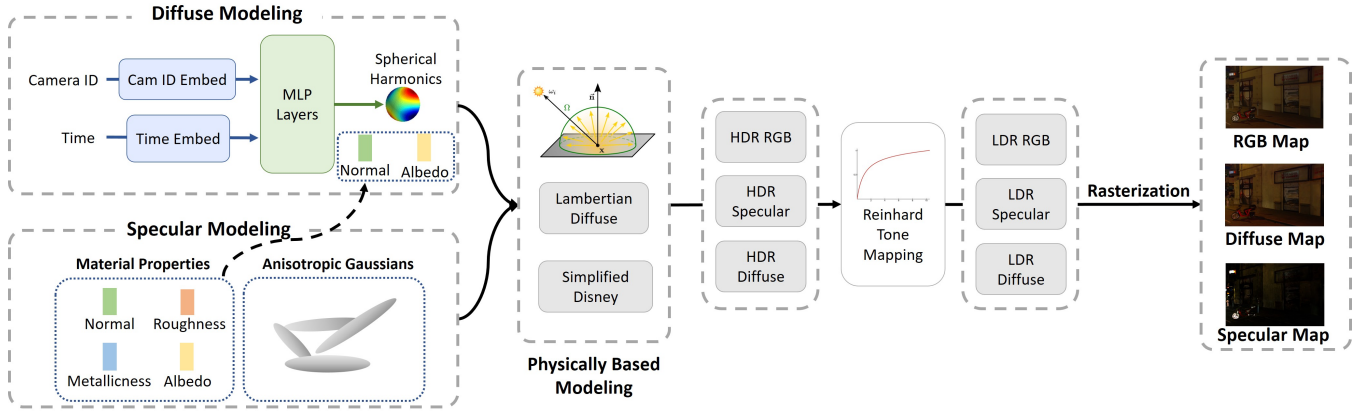 Diffuse Modeling
Camera ID
Cam ID Embed
Time
Time Embed
MLP
Layers
Spherical
Harmonics
Normal
Albedo
Specular Modeling
Material Properties
Normal
Roughness
Metallicness
Albedo
Anisotropic Gaussians
ωᵢ
n
Ω
x
Lambertian
Diffuse
Simplified
Disney
Physically Based
Modeling
HDR RGB
HDR
Specular
HDR
Diffuse
Reinhard
Tone
Mapping
LDR RGB
LDR
Specular
LDR
Diffuse
Rasterization
RGB Map
Diffuse Map
Specular Map